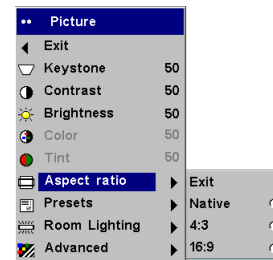 Picture
Exit
Keystone 50
Contrast 50
Brightness 50
Color 50
Tint 50
Aspect ratio
Presets
Room Lighting
Advanced
Exit
Native
4:3
16:9